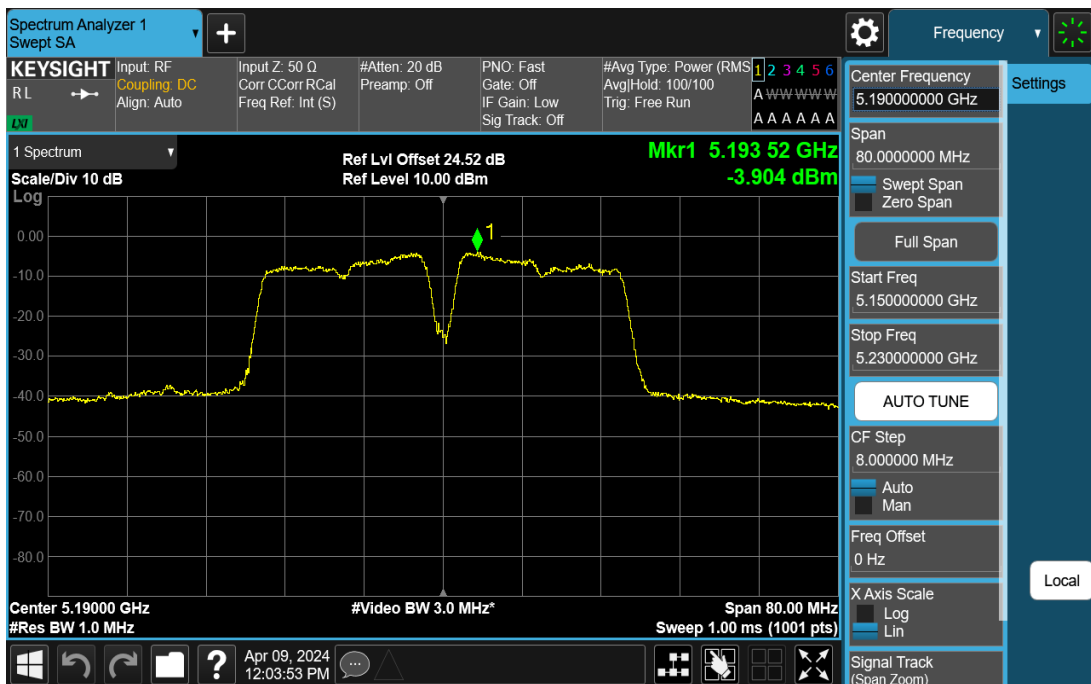 Spectrum Analyzer 1
Swept SA
+
Frequency
KEYSIGHT
R L
LXI
Input: RF
Coupling: DC
Align: Auto
Input Z: 50 Ω
Corr CCorr RCal
Freq Ref: Int (S)
#Atten: 20 dB
Preamp: Off
PNO: Fast
Gate: Off
IF Gain: Low
Sig Track: Off
#Avg Type: Power (RMS
Avg|Hold: 100/100
Trig: Free Run
1 2 3 4 5 6
A W W W W W
A A A A A A
Center Frequency
5.190000000 GHz
Settings
1 Spectrum
Ref Lvl Offset 24.52 dB
Mkr1 5.193 52 GHz
Scale/Div 10 dB
Ref Level 10.00 dBm
-3.904 dBm
Log
1
0.00
-10.0
-20.0
-30.0
-40.0
-50.0
-60.0
-70.0
-80.0
Span
80.0000000 MHz
Swept Span
Zero Span
Full Span
Start Freq
5.150000000 GHz
Stop Freq
5.230000000 GHz
AUTO TUNE
CF Step
8.000000 MHz
Auto
Man
Freq Offset
0 Hz
X Axis Scale
Log
Lin
Signal Track
(Span Zoom)
Local
Center 5.19000 GHz
#Video BW 3.0 MHz*
Span 80.00 MHz
#Res BW 1.0 MHz
Sweep 1.00 ms (1001 pts)
?
Apr 09, 2024
12:03:53 PM